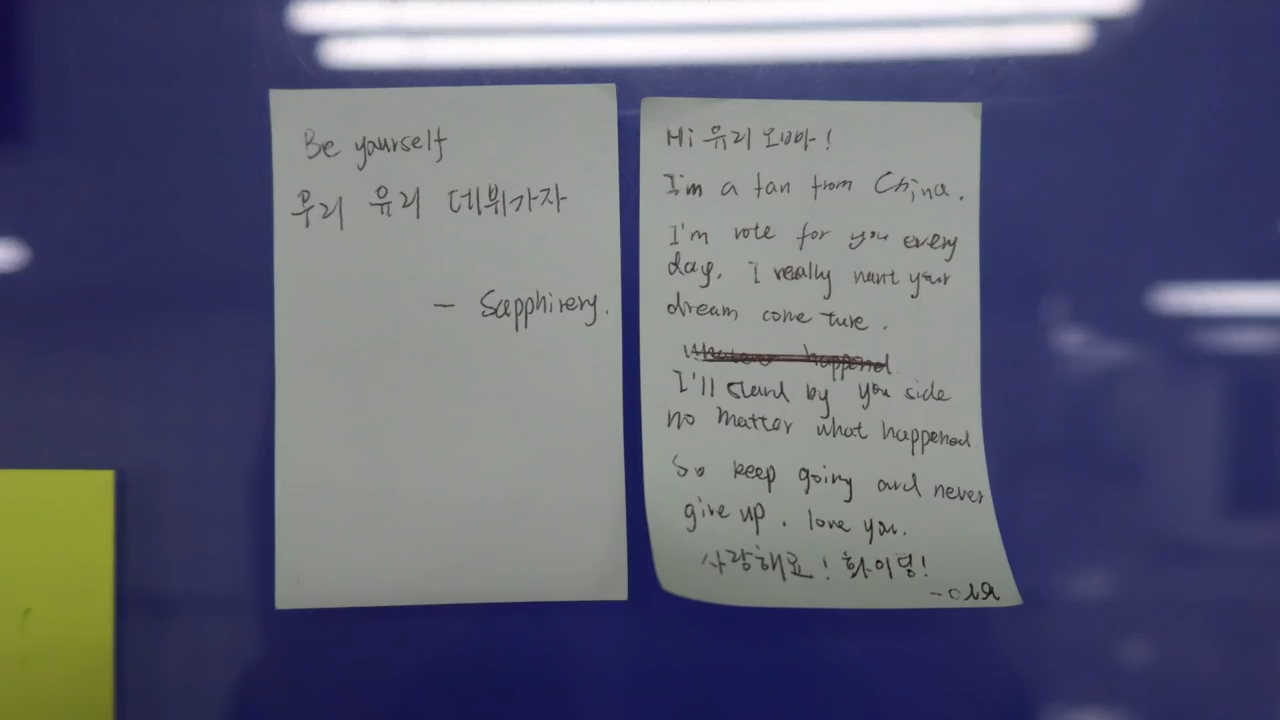 Be yourself
우리 유리 데뷔가자
- Sapphirery.
Hi 유리 오빠!
I'm a fan from China.
I'm vote for you every
day. I really want your
dream come ture.
I'll stand by you side
no matter what happened
So keep going and never
give up. love you.
사랑해요! 화이팅!